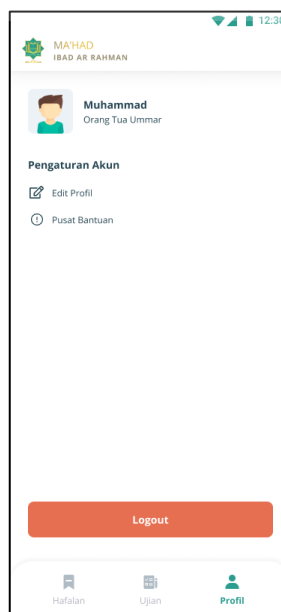 12:30
MA'HAD
IBAD AR RAHMAN
Muhammad
Orang Tua Ummar
Pengaturan Akun
Edit Profil
Pusat Bantuan
Logout
Hafalan
Ujian
Profil